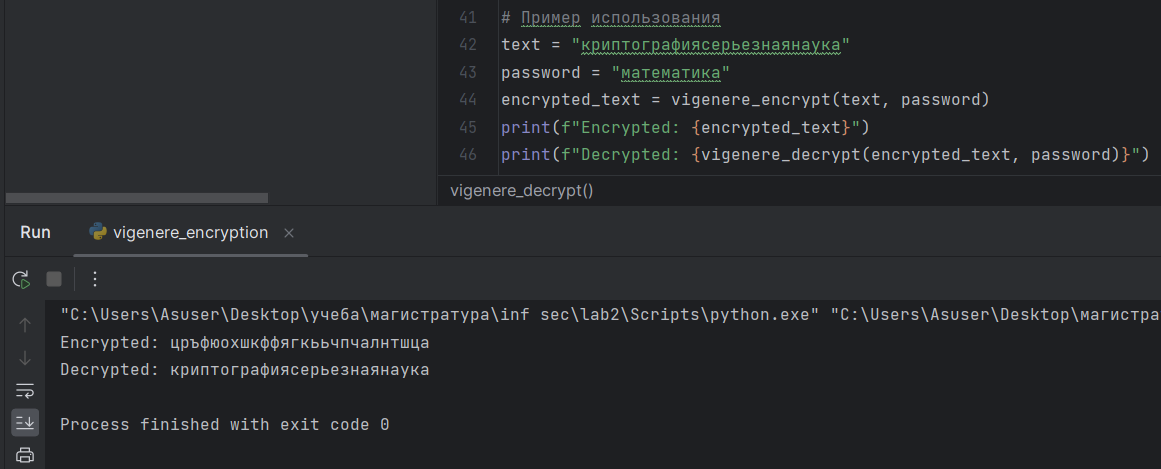 41 # Пример использования
42 text = "криптографиясерьезнаянаука"
43 password = "математика"
44 encrypted_text = vigenere_encrypt(text, password)
45 print(f"Encrypted: {encrypted_text}")
46 print(f"Decrypted: {vigenere_decrypt(encrypted_text, password)}")
vigenere_decrypt()
Run vigenere_encryption ×
"C:\Users\Asuser\Desktop\учеба\магистратура\inf sec\lab2\Scripts\python.exe" "C:\Users\Asuser\Desktop\магистра
Encrypted: цръфюохшкффягкььчпчалнтшца
Decrypted: криптографиясерьезнаянаука
Process finished with exit code 0